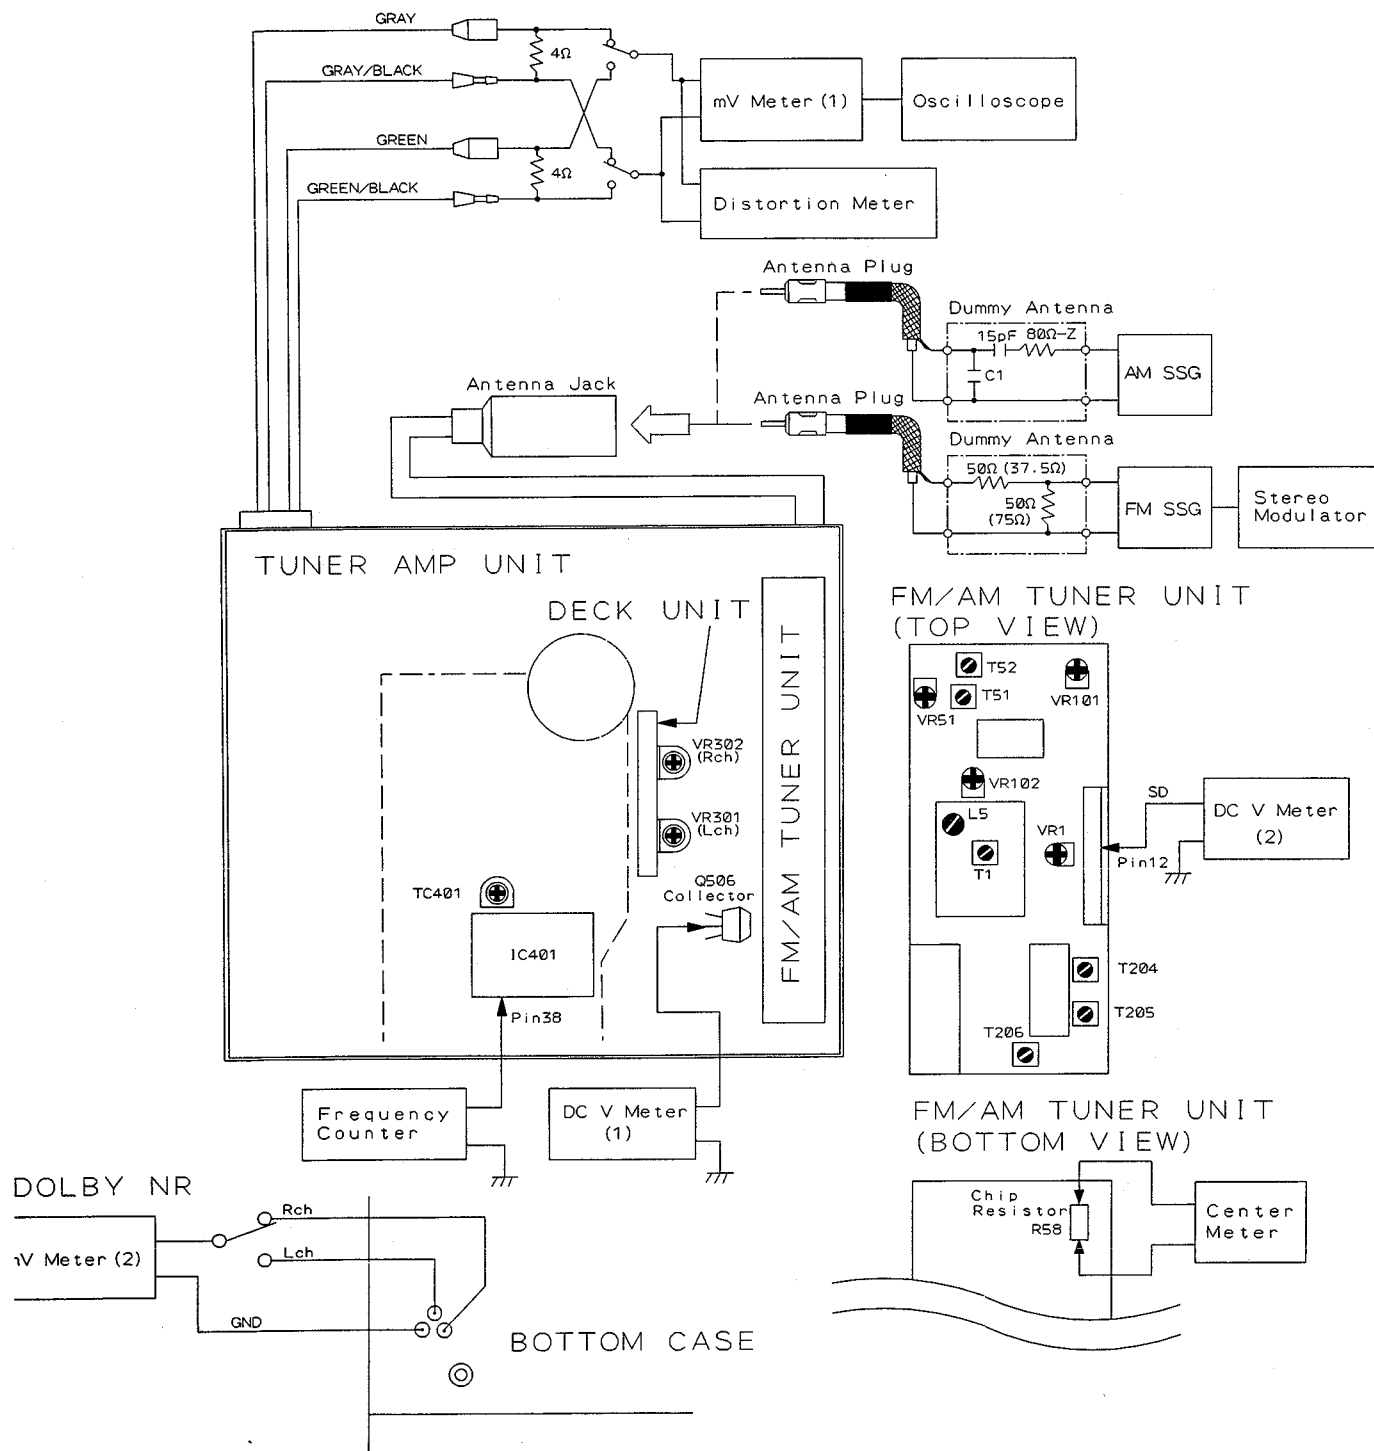 GRAY
4Ω
GRAY/BLACK
mV Meter (1)
Oscilloscope
GREEN
4Ω
GREEN/BLACK
Distortion Meter
Antenna Plug
Dummy Antenna
15pF 80Ω-Z
C1
AM SSG
Antenna Jack
Antenna Plug
Dummy Antenna
50Ω (37.5Ω)
50Ω
(75Ω)
FM SSG
Stereo
Modulator
TUNER AMP UNIT
DECK UNIT
FM/AM TUNER UNIT
VR302
(Rch)
VR301
(Lch)
TC401
Q506
Collector
IC401
Pin38
Frequency
Counter
DC V Meter
(1)
FM/AM TUNER UNIT
(TOP VIEW)
T52
T51
VR51
VR101
VR102
L5
VR1
T1
SD
Pin12
DC V Meter
(2)
T204
T205
T206
FM/AM TUNER UNIT
(BOTTOM VIEW)
Chip
Resistor
R58
Center
Meter
DOLBY NR
V Meter (2)
Rch
Lch
GND
BOTTOM CASE